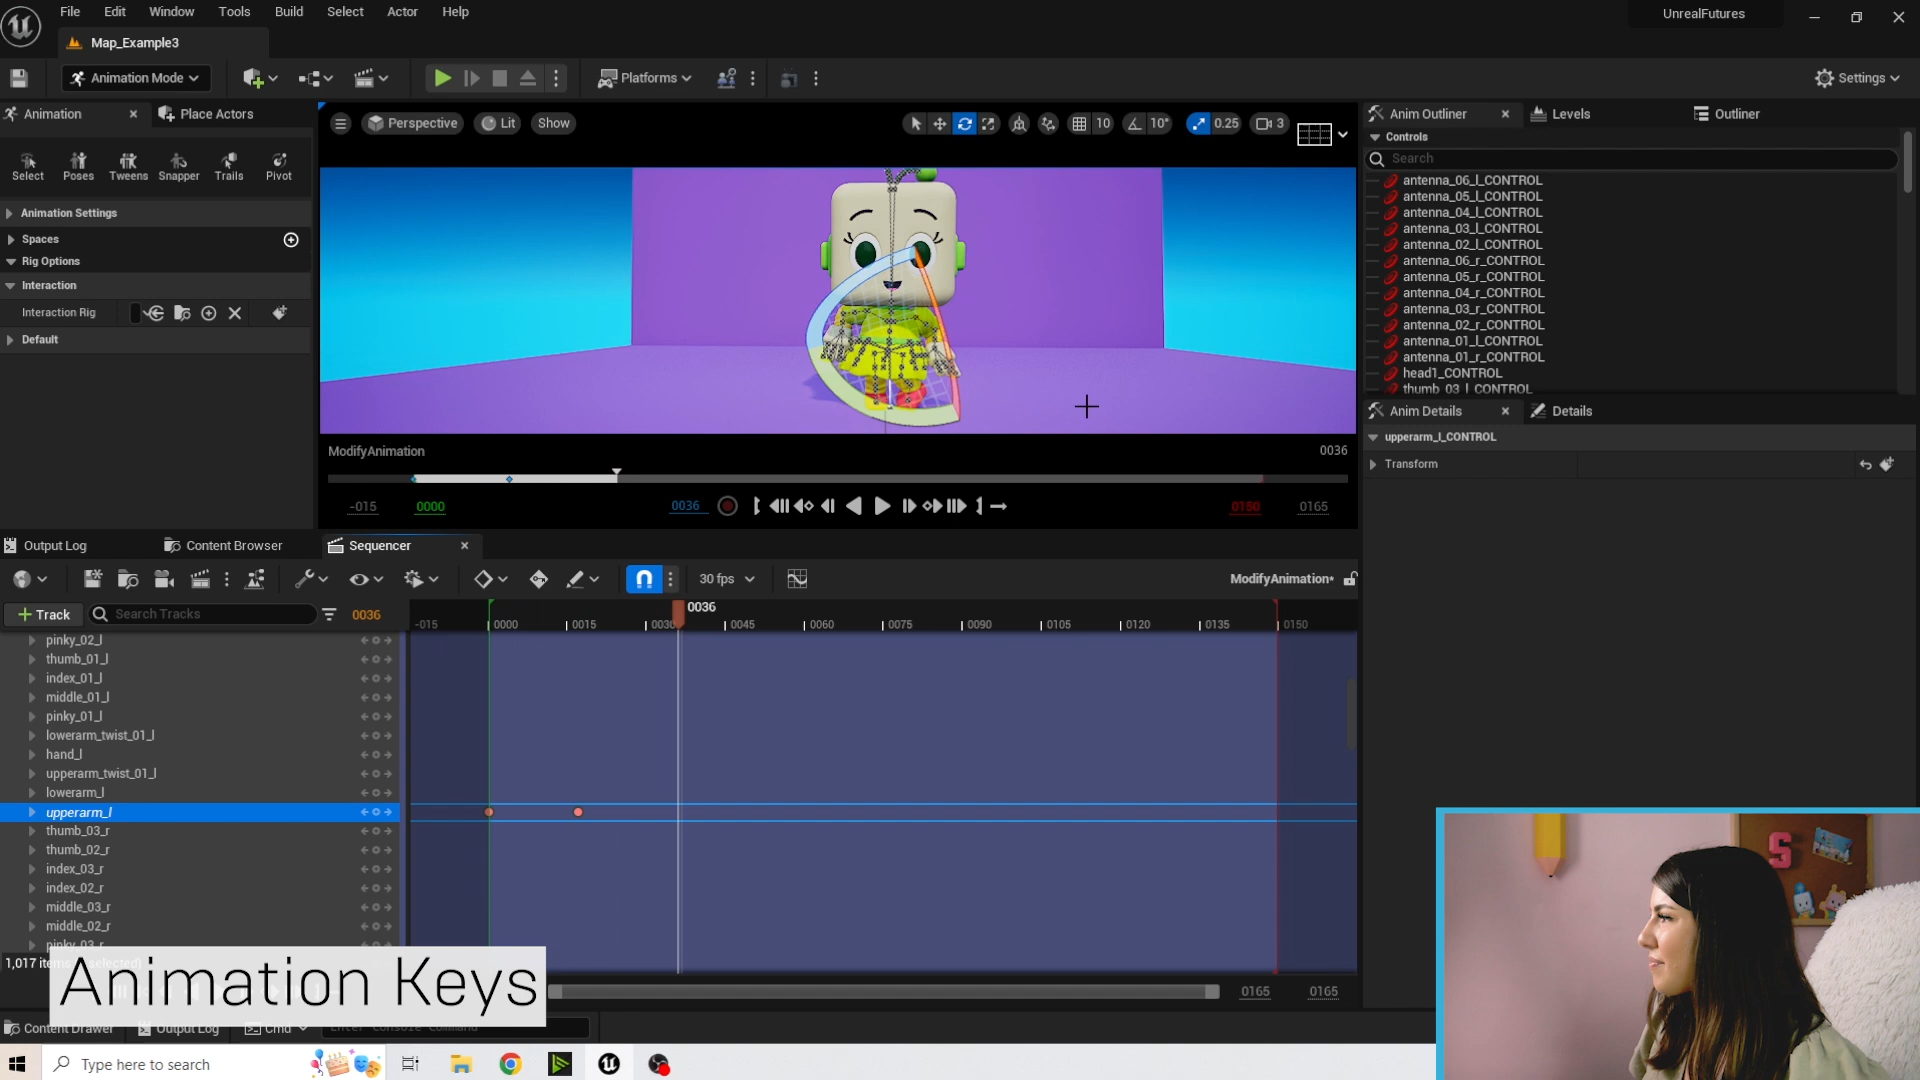 File Edit Window Tools Build Select Actor Help
UnrealFutures
Map_Example3
Animation Mode
Platforms
Settings
Animation
Place Actors
Select Poses Tweens Snapper Trails Pivot
Animation Settings
Spaces
Rig Options
Interaction
Interaction Rig
Default
Perspective Lit Show
10 10° 0.25 3
ModifyAnimation
0036
-015 0000 0036 0150 0165
Anim Outliner Levels Outliner
Controls
Search
antenna_06_l_CONTROL
antenna_05_l_CONTROL
antenna_04_l_CONTROL
antenna_03_l_CONTROL
antenna_02_l_CONTROL
antenna_06_r_CONTROL
antenna_05_r_CONTROL
antenna_04_r_CONTROL
antenna_03_r_CONTROL
antenna_02_r_CONTROL
antenna_01_l_CONTROL
antenna_01_r_CONTROL
head1_CONTROL
thumb_03_l_CONTROL
Anim Details Details
upperarm_l_CONTROL
Transform
Output Log Content Browser Sequencer
30 fps
ModifyAnimation*
Track
Search Tracks
0036
0036
-015 0000 0015 0030 0045 0060 0075 0090 0105 0120 0135 0150
pinky_02_l
thumb_01_l
index_01_l
middle_01_l
pinky_01_l
lowerarm_twist_01_l
hand_l
upperarm_twist_01_l
lowerarm_l
upperarm_l
thumb_03_r
thumb_02_r
index_03_r
index_02_r
middle_03_r
middle_02_r
pinky_03_r
1,017 items
selected)
Animation Keys
0165 0165
Content Drawer Output Log Cmd Enter Console Command
Type here to search
S